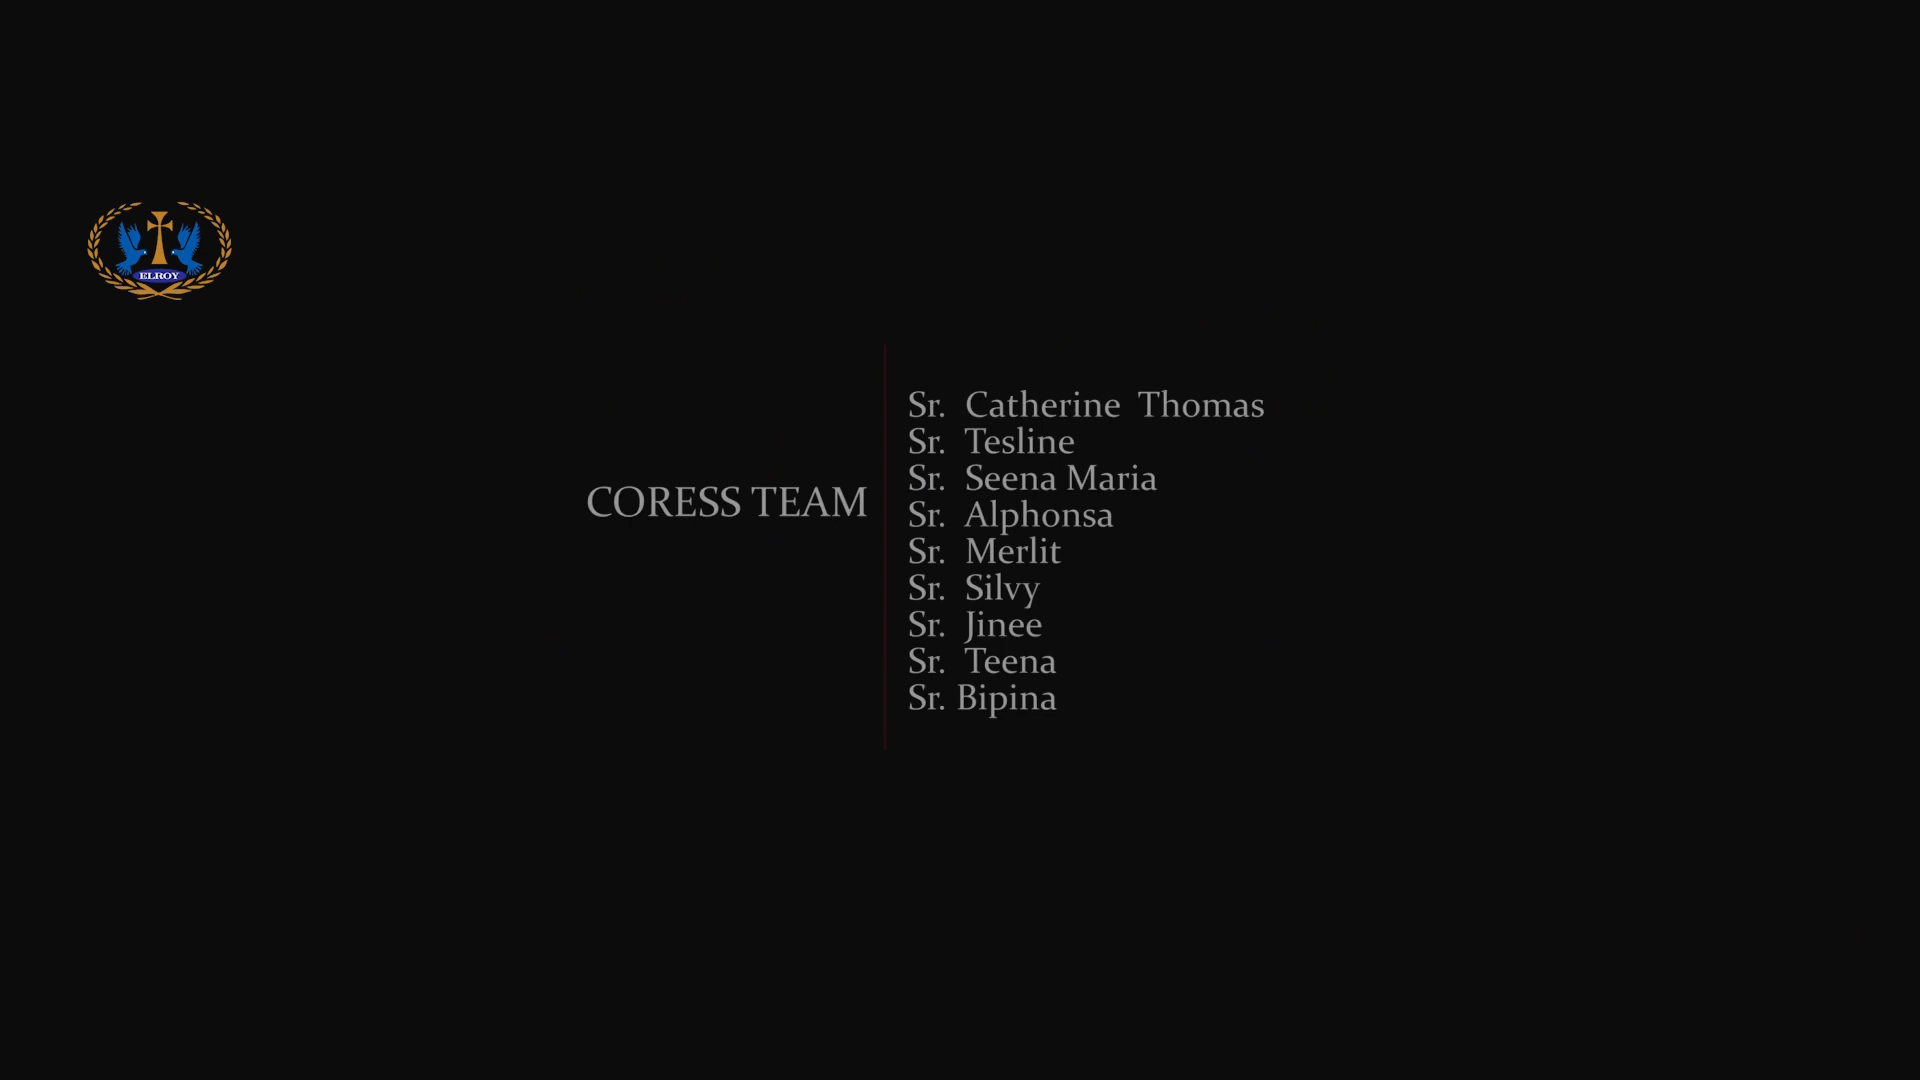 ELROY
CORESS TEAM
Sr. Catherine Thomas
Sr. Tesline
Sr. Seena Maria
Sr. Alphonsa
Sr. Merlit
Sr. Silvy
Sr. Jinee
Sr. Teena
Sr. Bipina